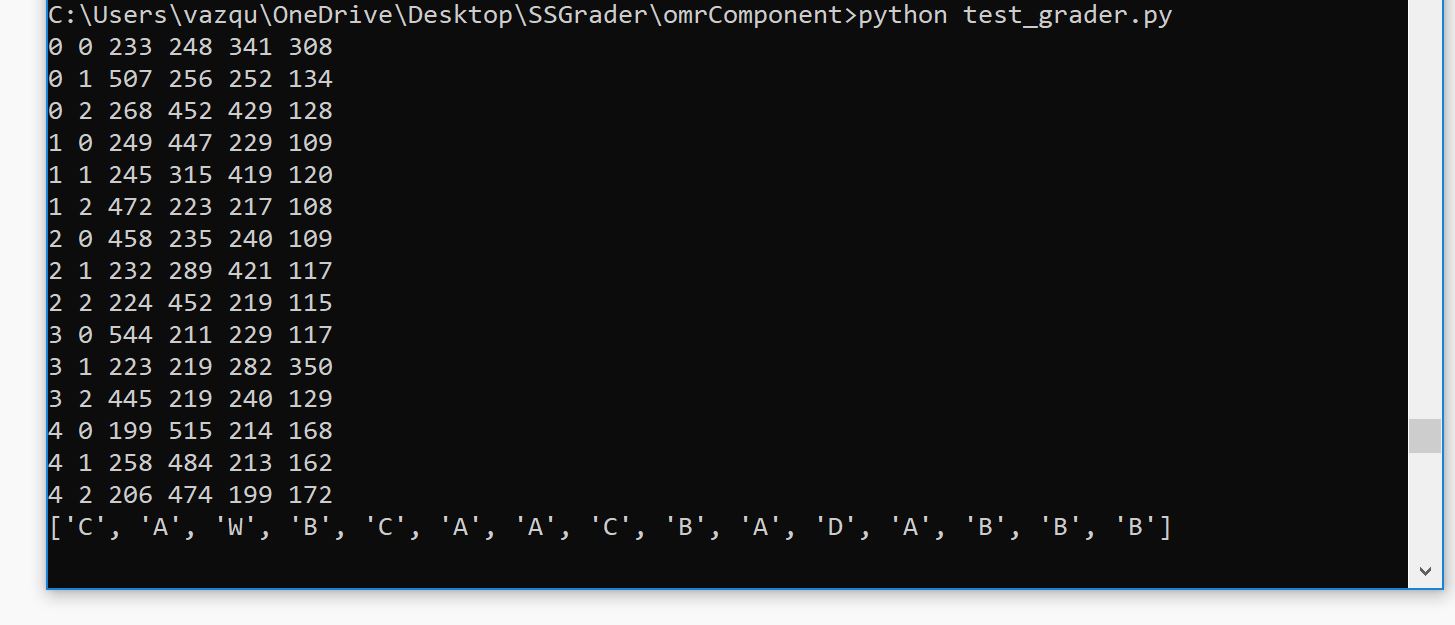 C:\Users\vazqu\OneDrive\Desktop\SSGrader\omrComponent>python test_grader.py
0 0 233 248 341 308
0 1 507 256 252 134
0 2 268 452 429 128
1 0 249 447 229 109
1 1 245 315 419 120
1 2 472 223 217 108
2 0 458 235 240 109
2 1 232 289 421 117
2 2 224 452 219 115
3 0 544 211 229 117
3 1 223 219 282 350
3 2 445 219 240 129
4 0 199 515 214 168
4 1 258 484 213 162
4 2 206 474 199 172
['C', 'A', 'W', 'B', 'C', 'A', 'A', 'C', 'B', 'A', 'D', 'A', 'B', 'B', 'B']